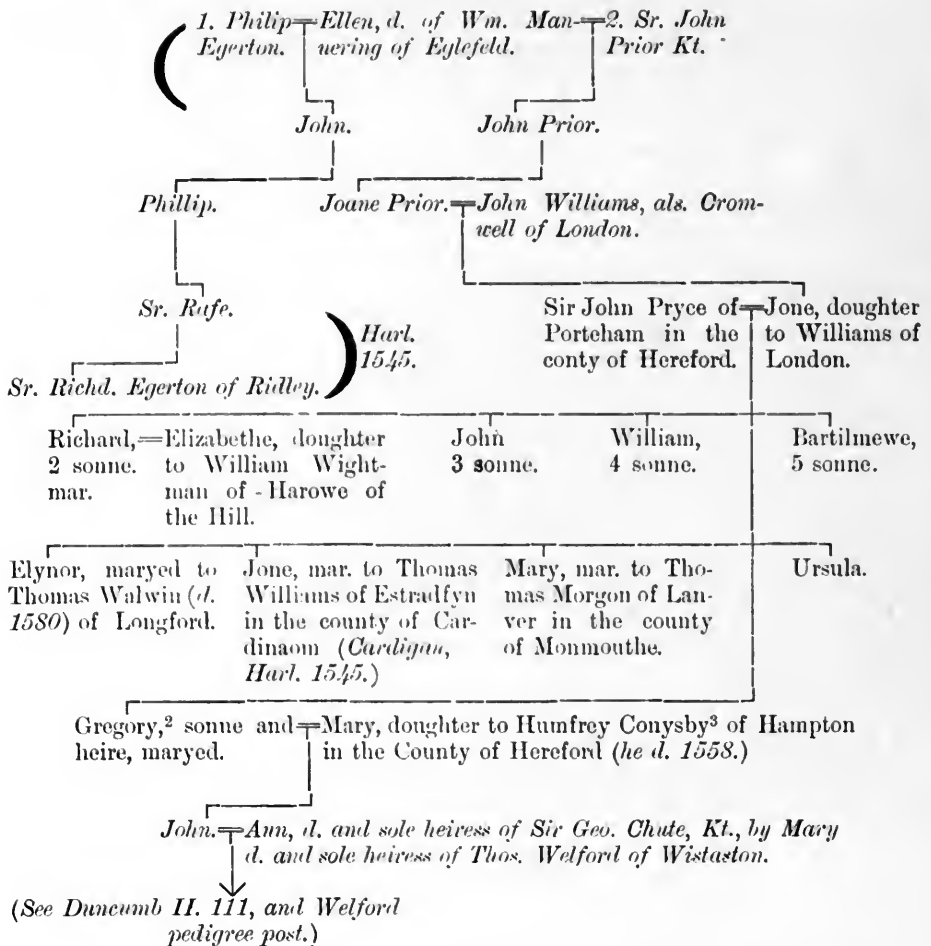 1. Philip=Ellen, d. of Wm. Man-=2. Sr. John
Egerton. nering of Eglefeld. Prior Kt.
John. John Prior.
Phillip. Joane Prior.=John Williams, als. Crom-
well of London.
Sr. Rafe. Sir John Pryce of=Jone, doughter
Harl. Porteham in the to Williams of
1545. conty of Hereford. London.
Sr. Richd. Egerton of Ridley.
Richard,=Elizabethe, doughter John William, Bartilmewe,
2 sonne. to William Wight- 3 sonne. 4 sonne. 5 sonne.
mar. man of - Harowe of
the Hill.
Elynor, maryed to Jone, mar. to Thomas Mary, mar. to Tho- Ursula.
Thomas Walwin (d. Williams of Estradfyn mas Morgon of Lan-
1580) of Longford. in the county of Car- ver in the county
dinaom (Cardigan, of Monmouthe.
Harl. 1545.)
Gregory,² sonne and=Mary, doughter to Humfrey Conysby³ of Hampton
heire, maryed. in the County of Hereford (he d. 1558.)
John.=Ann, d. and sole heiress of Sir Geo. Chute, Kt., by Mary
d. and sole heiress of Thos. Welford of Wistaston.
(See Duncumb II. 111, and Welford
pedigree post.)